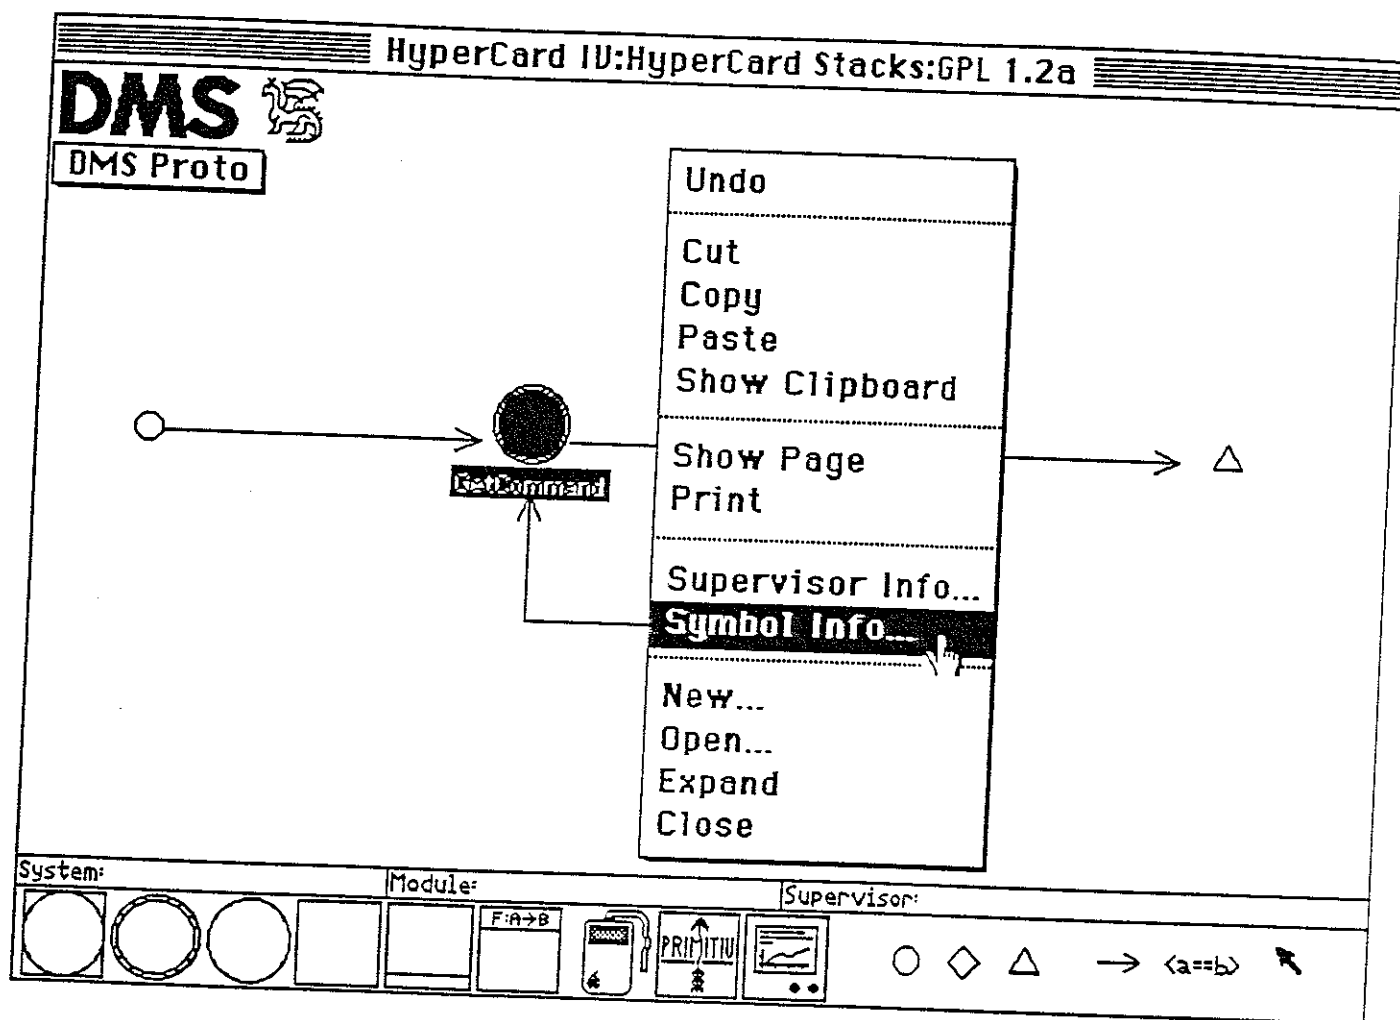 HyperCard IV:HyperCard Stacks:GPL 1.2a
DMS
DMS Proto
Undo
Cut
Copy
Paste
Show Clipboard
Show Page
Print
Supervisor Info...
Symbol Info...
New...
Open...
Expand
Close
GetCommand
System:
Module:
Supervisor:
F:A→B
PRIMITIV
<a==b>